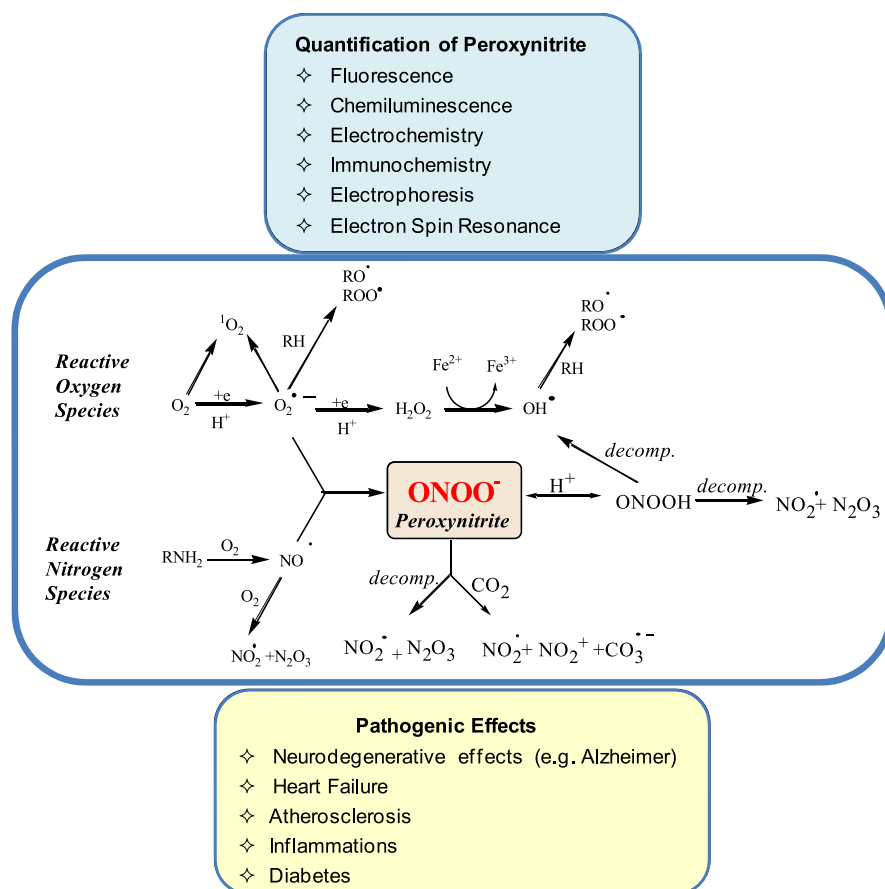 Quantification of Peroxynitrite
✧ Fluorescence
✧ Chemiluminescence
✧ Electrochemistry
✧ Immunochemistry
✧ Electrophoresis
✧ Electron Spin Resonance
RO•
ROO•
RO•
ROO•
¹O₂
RH
Fe²⁺
Fe³⁺
RH
Reactive
Oxygen
Species
O₂
+e
H⁺
O₂•−
+e
H⁺
H₂O₂
OH•
decomp.
ONOO⁻
Peroxynitrite
H⁺
ONOOH
decomp.
NO₂• + N₂O₃
Reactive
Nitrogen
Species
RNH₂
O₂
NO•
O₂
decomp.
CO₂
NO₂• +N₂O₃
NO₂• + N₂O₃
NO₂• + NO₂⁺ +CO₃•−
Pathogenic Effects
✧ Neurodegenerative effects (e.g. Alzheimer)
✧ Heart Failure
✧ Atherosclerosis
✧ Inflammations
✧ Diabetes